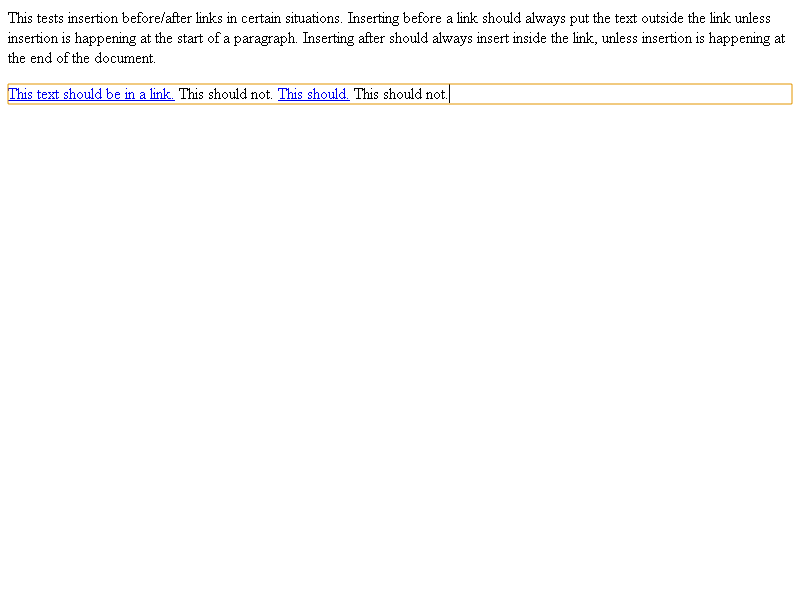 This tests insertion before/after links in certain situations. Inserting before a link should always put the text outside the link unless
insertion is happening at the start of a paragraph. Inserting after should always insert inside the link, unless insertion is happening at
the end of the document.
This text should be in a link. This should not. This should. This should not.